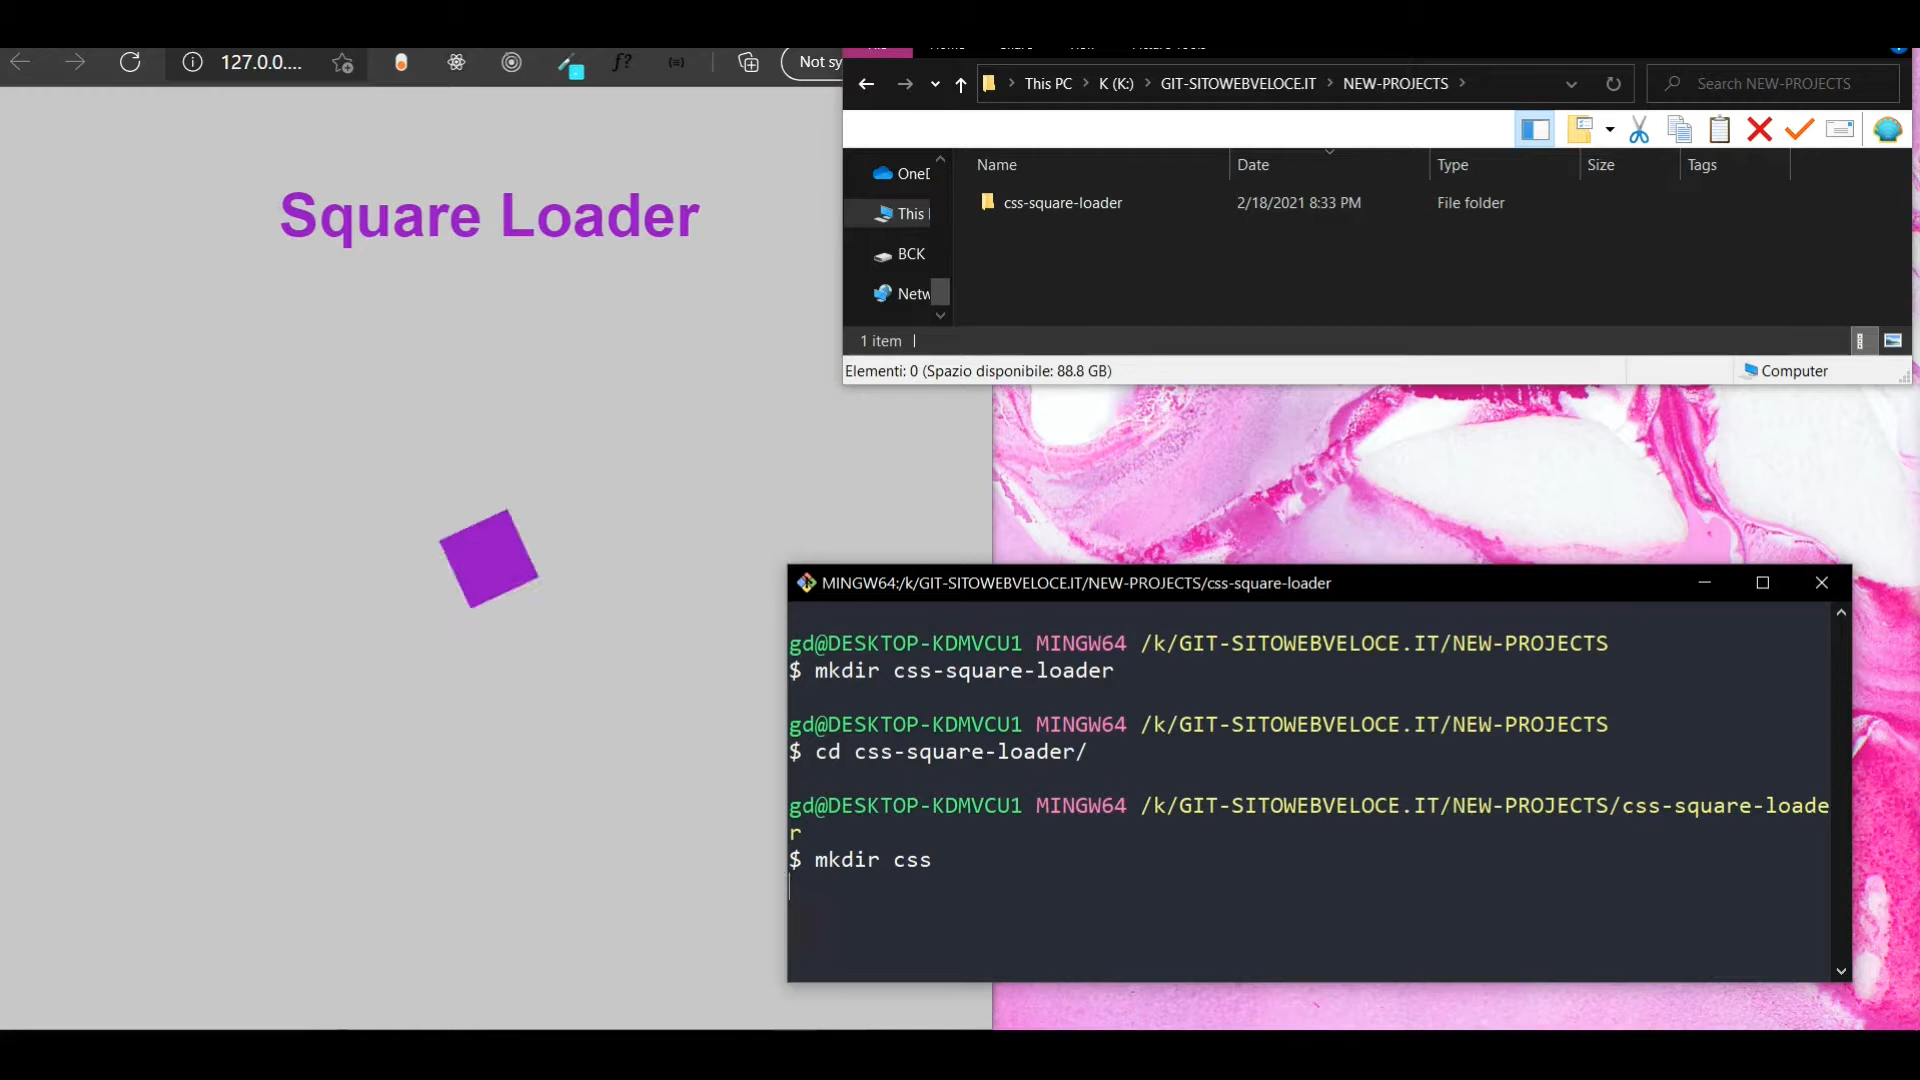 127.0.0....
f?
{=}
Not sy
Square Loader
This PC
K (K:)
GIT-SITOWEBVELOCE.IT
NEW-PROJECTS
Search NEW-PROJECTS
Name
Date
Type
Size
Tags
OneD
This
BCK
Netw
css-square-loader
2/18/2021 8:33 PM
File folder
1 item
Elementi: 0 (Spazio disponibile: 88.8 GB)
Computer
MINGW64:/k/GIT-SITOWEBVELOCE.IT/NEW-PROJECTS/css-square-loader
gd@DESKTOP-KDMVCU1 MINGW64 /k/GIT-SITOWEBVELOCE.IT/NEW-PROJECTS
$ mkdir css-square-loader
gd@DESKTOP-KDMVCU1 MINGW64 /k/GIT-SITOWEBVELOCE.IT/NEW-PROJECTS
$ cd css-square-loader/
gd@DESKTOP-KDMVCU1 MINGW64 /k/GIT-SITOWEBVELOCE.IT/NEW-PROJECTS/css-square-loade
r
$ mkdir css